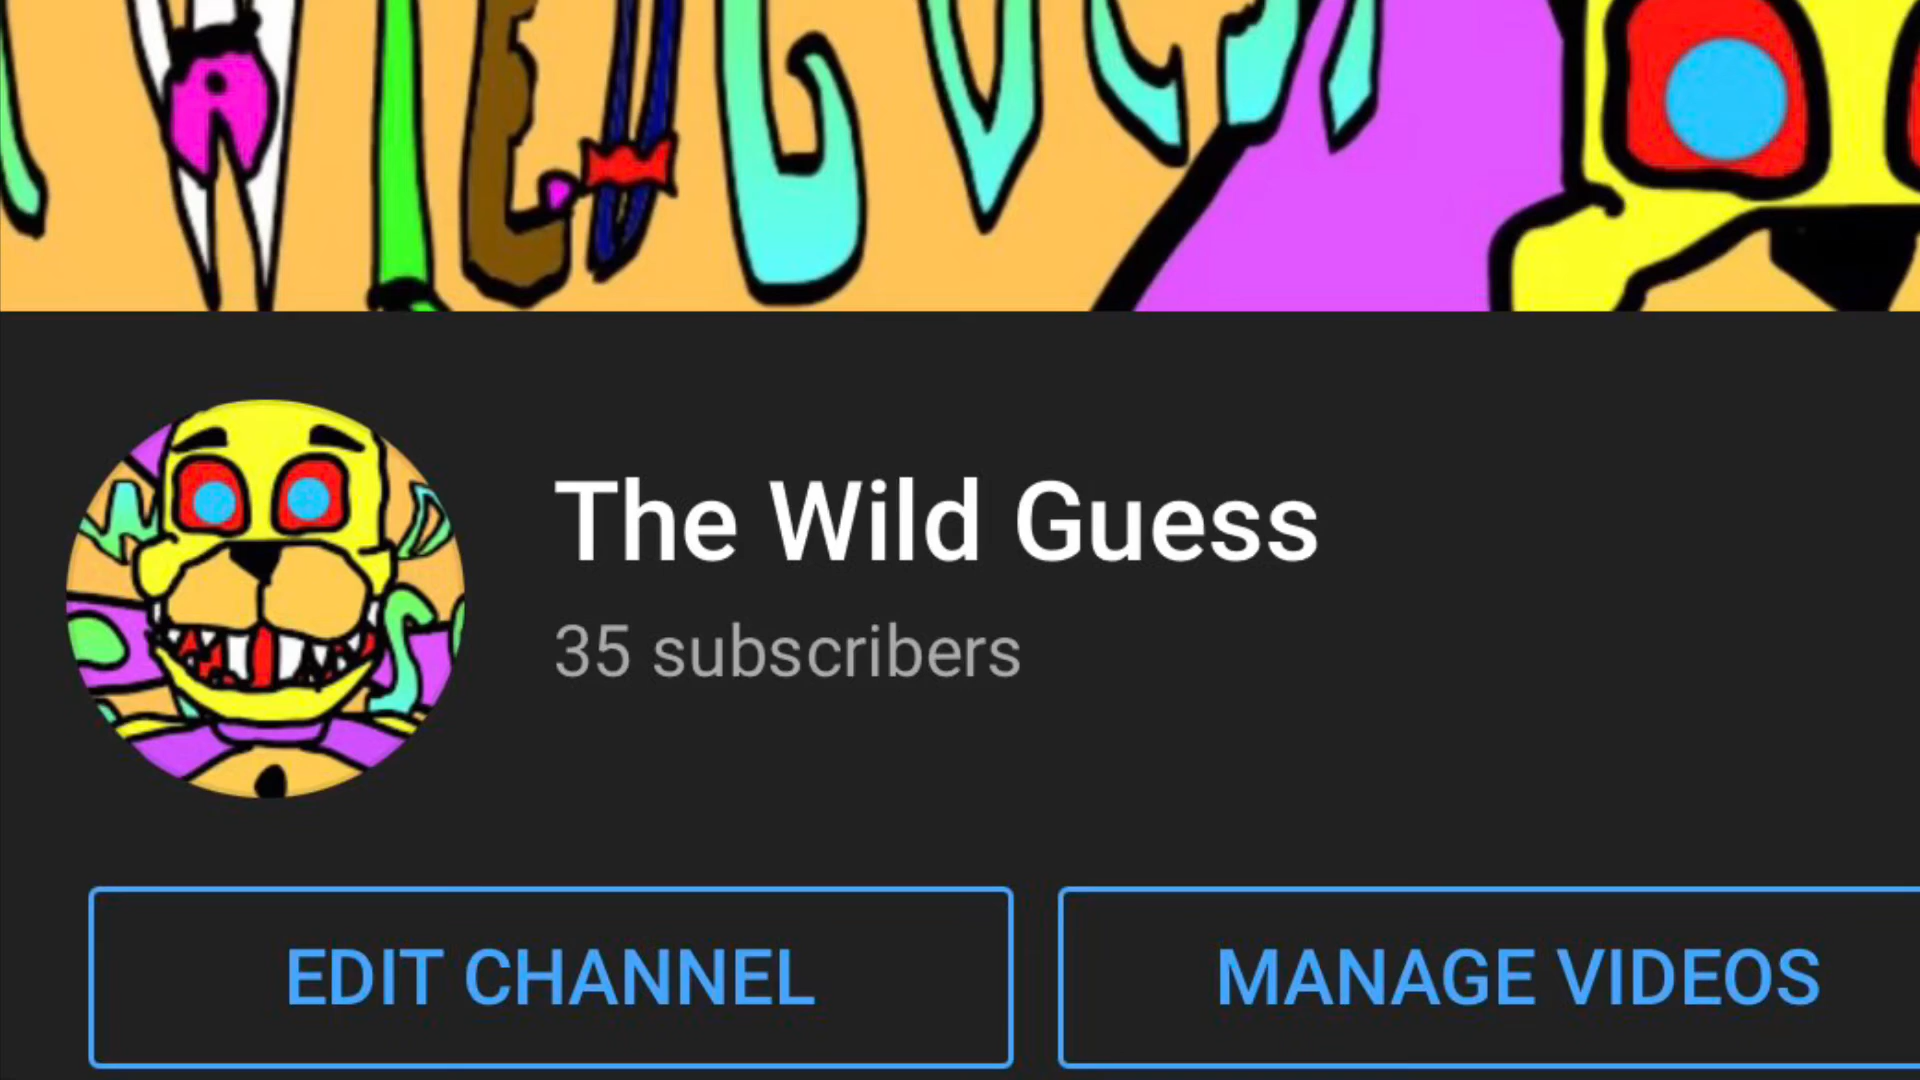 The Wild Guess
35 subscribers
EDIT CHANNEL
MANAGE VIDEOS